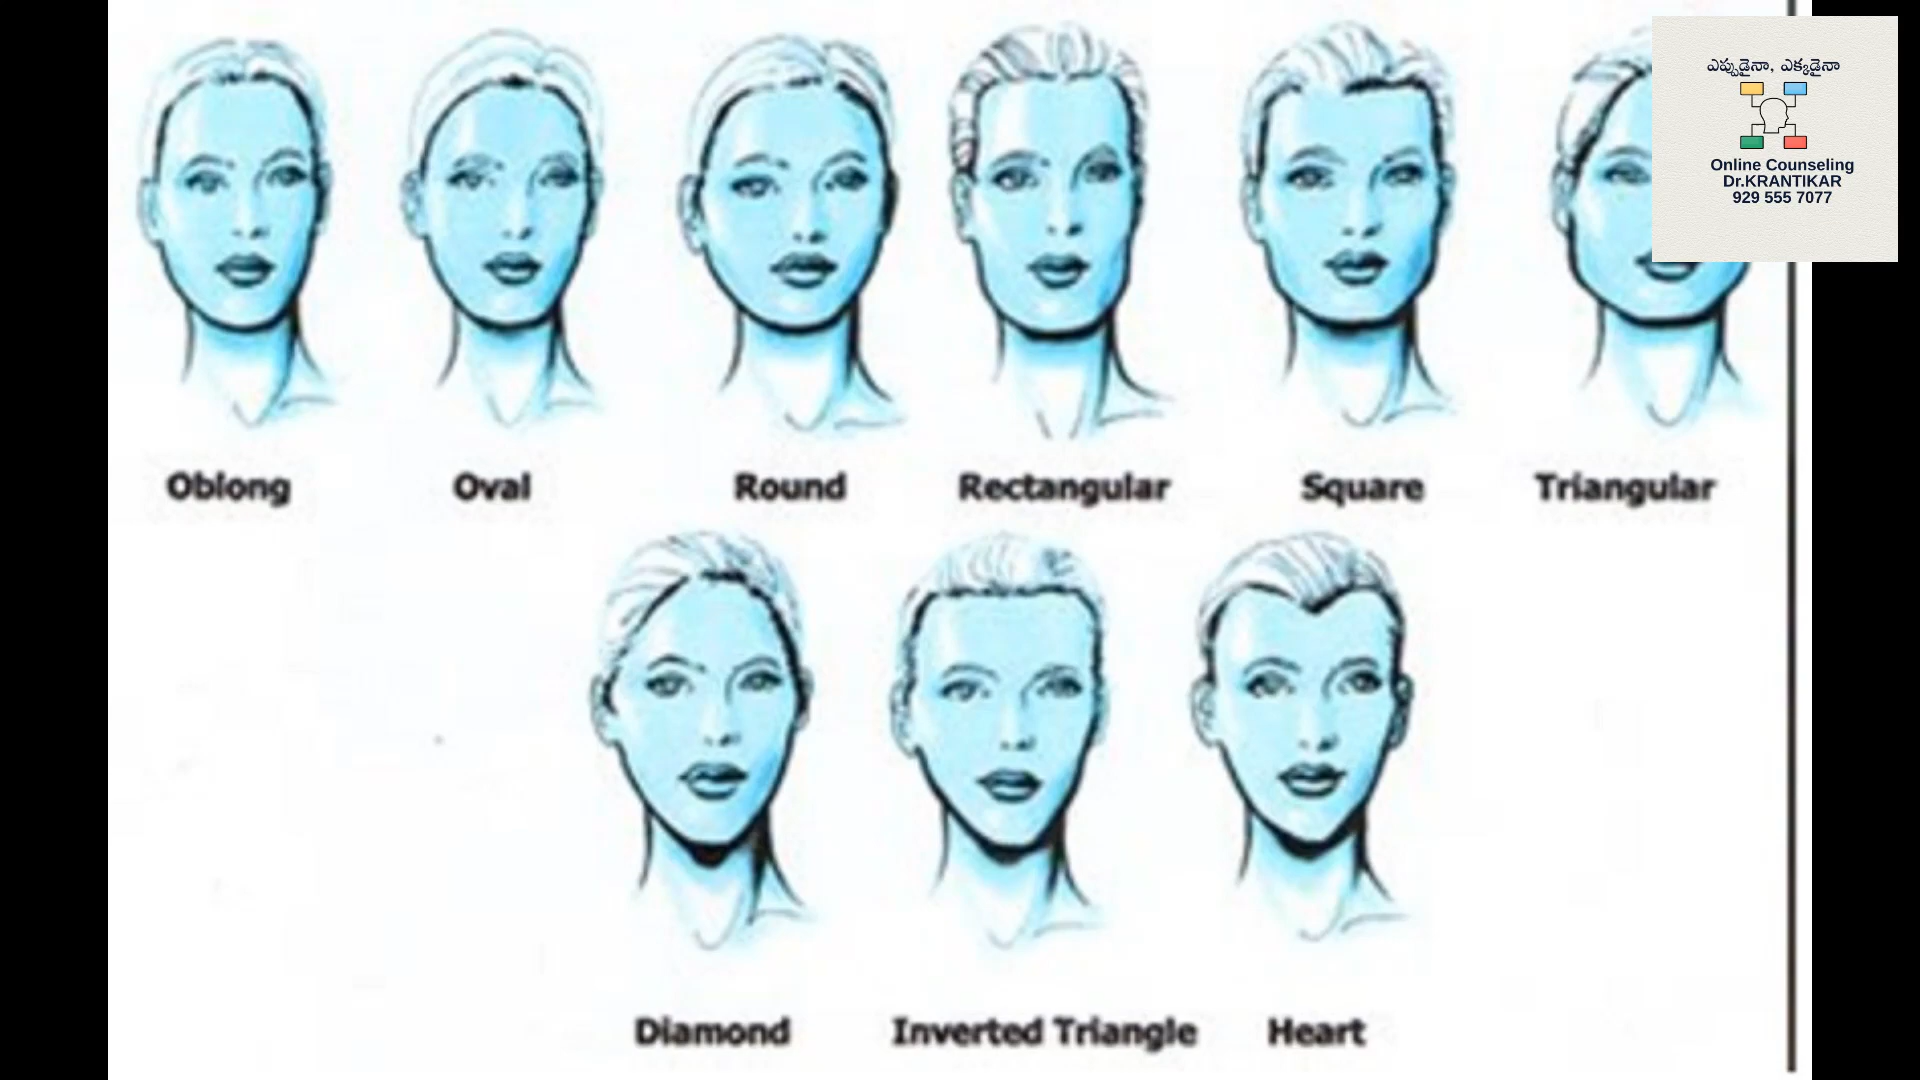 ఎప్పుడైనా, ఎక్కడైనా
Online Counseling
Dr.KRANTIKAR
929 555 7077
Oblong
Oval
Round
Rectangular
Square
Triangular
Diamond
Inverted Triangle
Heart